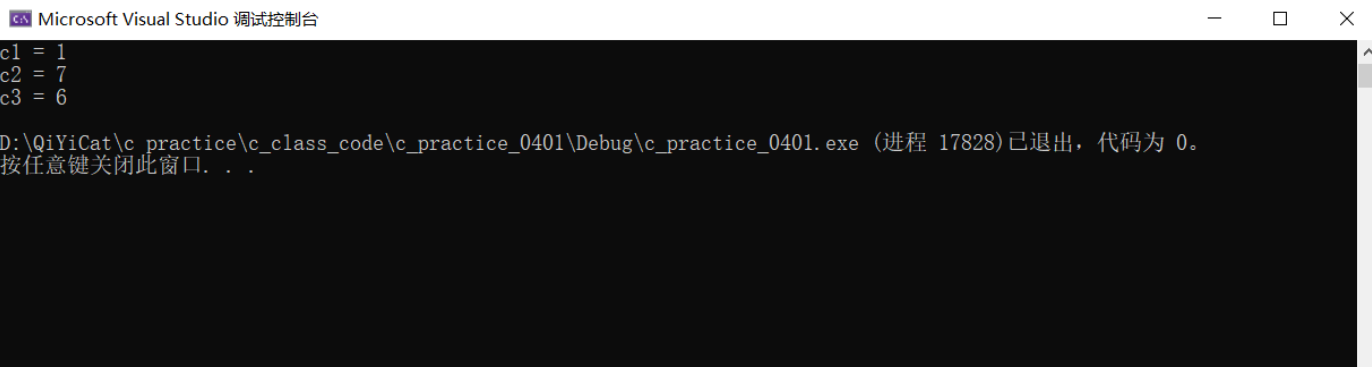 Microsoft Visual Studio 调试控制台
c1 = 1
c2 = 7
c3 = 6
D:\QiYiCat\c practice\c_class_code\c_practice_0401\Debug\c_practice_0401.exe (进程 17828)已退出，代码为 0。
按任意键关闭此窗口. . .